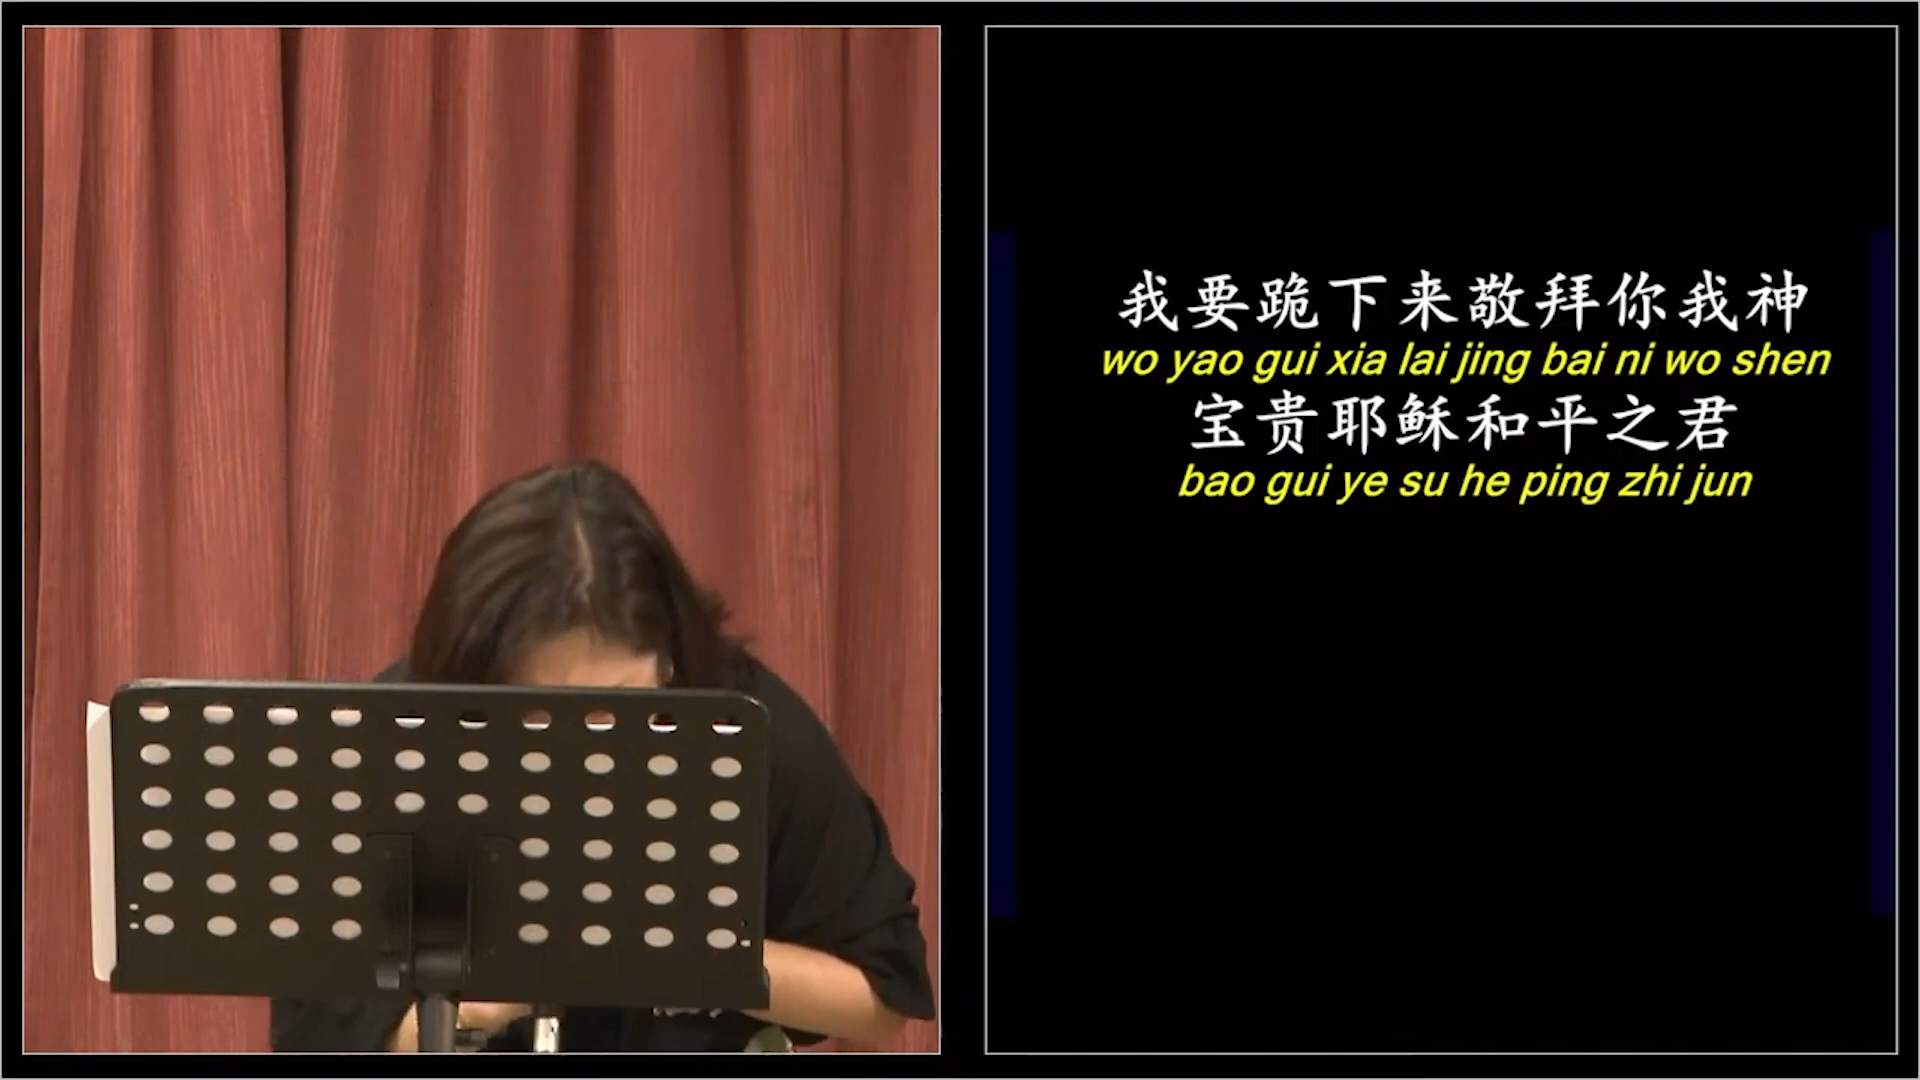 我要跪下来敬拜你我神
wo yao gui xia lai jing bai ni wo shen
宝贵耶稣和平之君
bao gui ye su he ping zhi jun